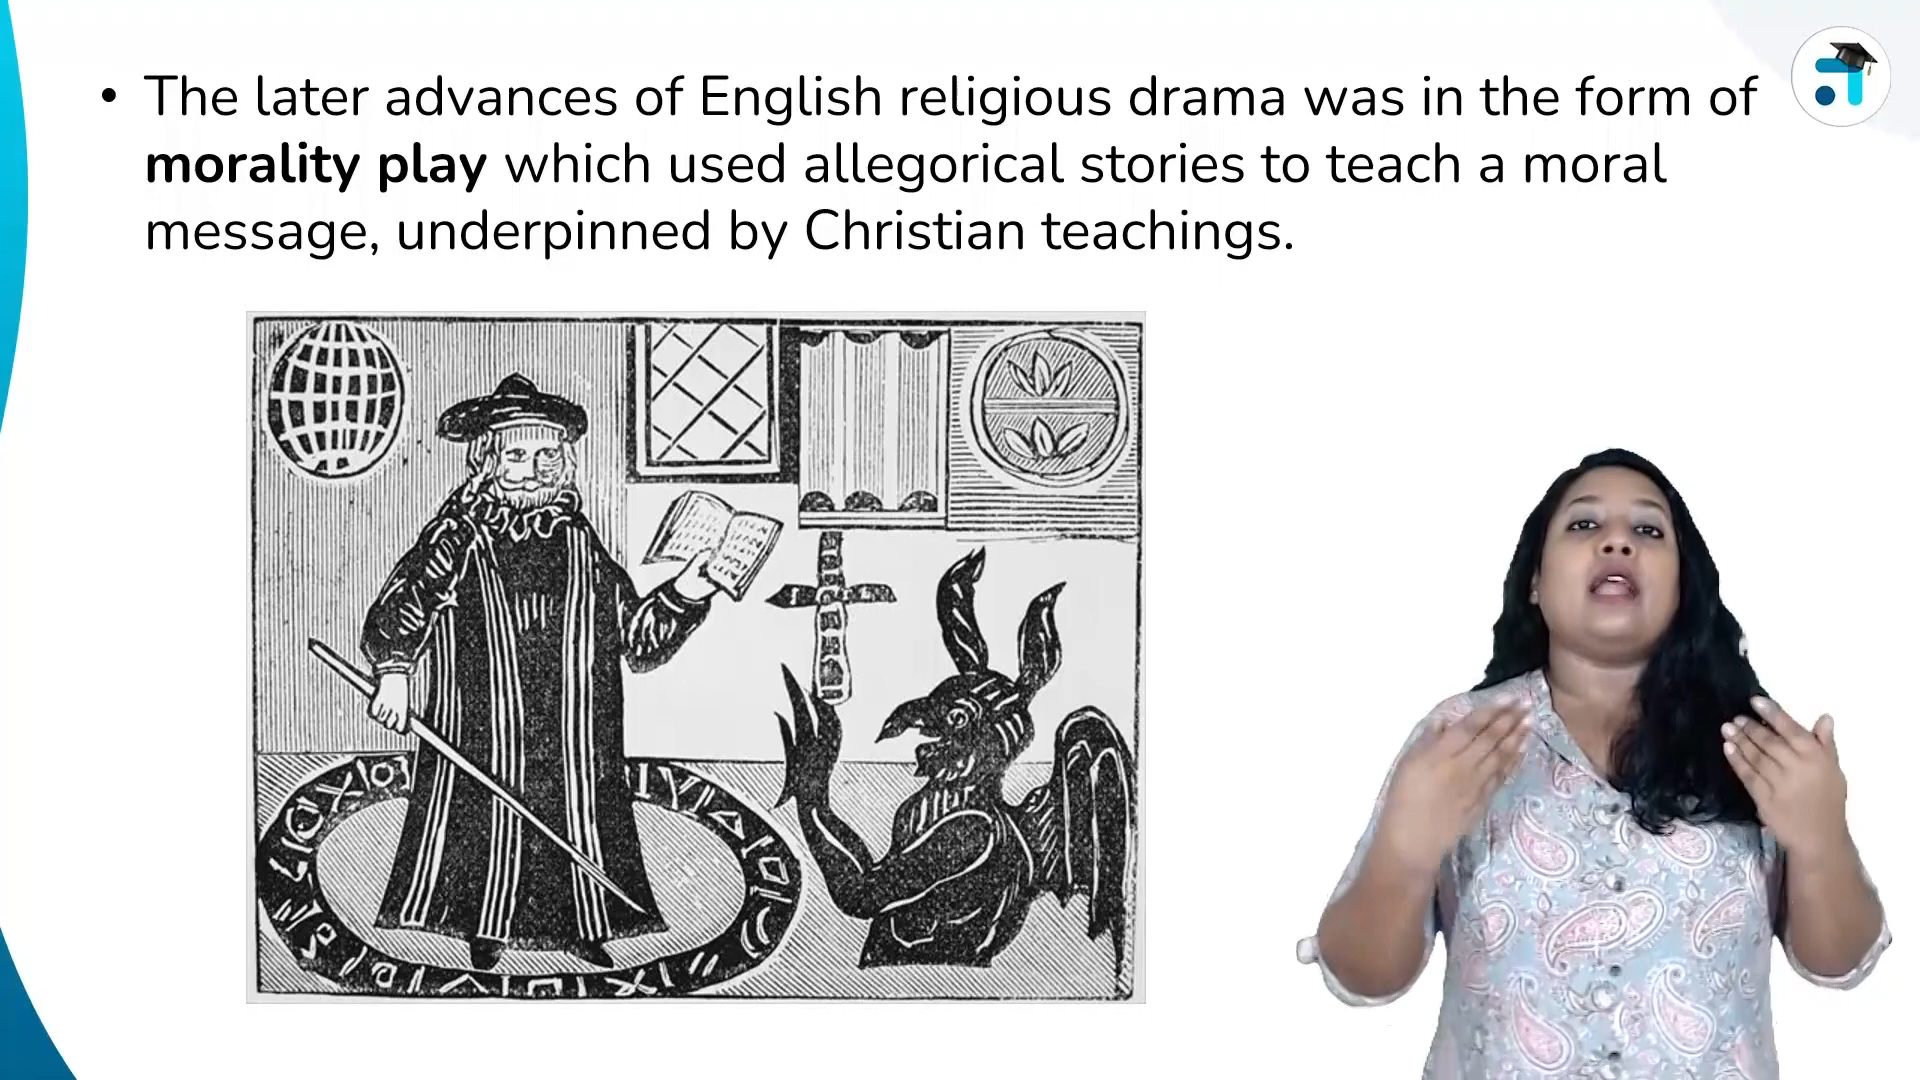 • The later advances of English religious drama was in the form of
morality play which used allegorical stories to teach a moral
message, underpinned by Christian teachings.